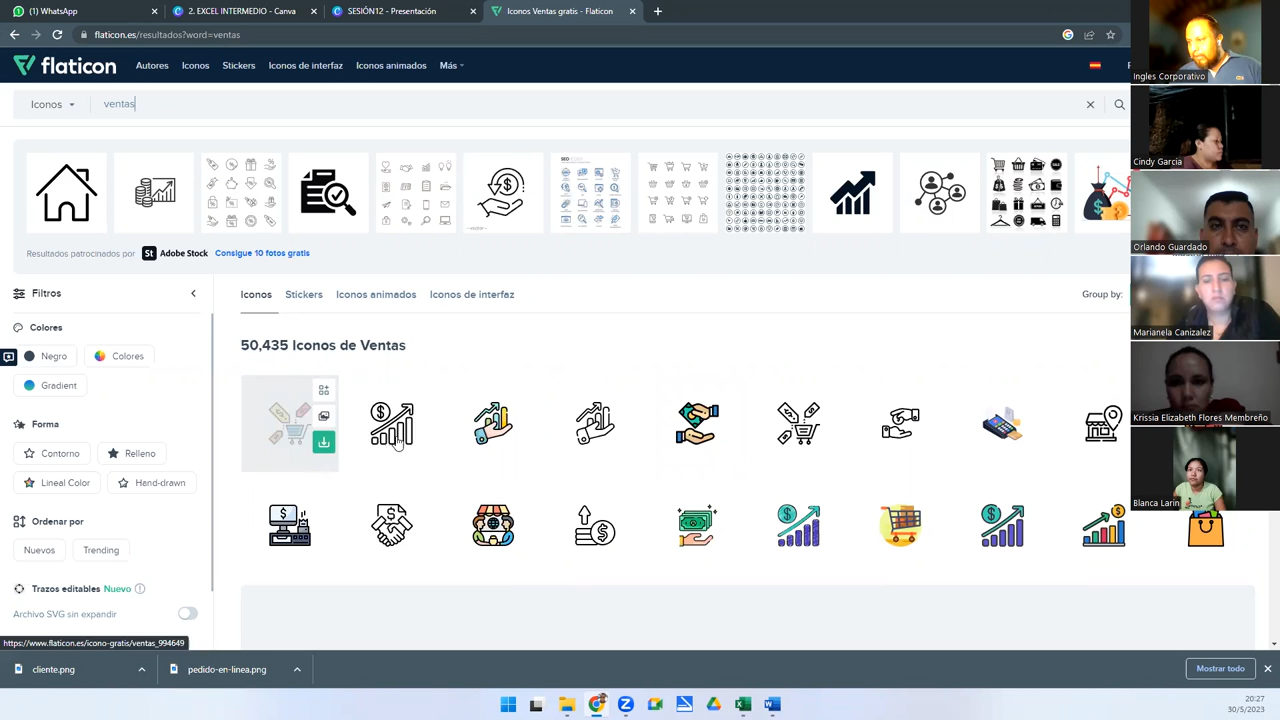 (1) WhatsApp
2. EXCEL INTERMEDIO - Canva
SESIÓN12 - Presentación
Iconos Ventas gratis - Flaticon
flaticon.es/resultados?word=ventas
flaticon
Autores
Iconos
Stickers
Iconos de interfaz
Iconos animados
Más
Iconos
ventas
Resultados patrocinados por
St
Adobe Stock
Consigue 10 fotos gratis
Filtros
Iconos
Stickers
Iconos animados
Iconos de interfaz
Group by:
Colores
50,435 Iconos de Ventas
Negro
Colores
Gradient
Forma
Contorno
Relleno
Lineal Color
Hand-drawn
Ordenar por
Nuevos
Trending
Trazos editables
Nuevo
Archivo SVG sin expandir
https://www.flaticon.es/icono-gratis/ventas_994649
cliente.png
pedido-en-linea.png
Mostrar todo
20:27
30/5/2023
Ingles Corporativo
Cindy Garcia
Orlando Guardado
Marianela Canizalez
Krissia Elizabeth Flores Membreño
Blanca Larin